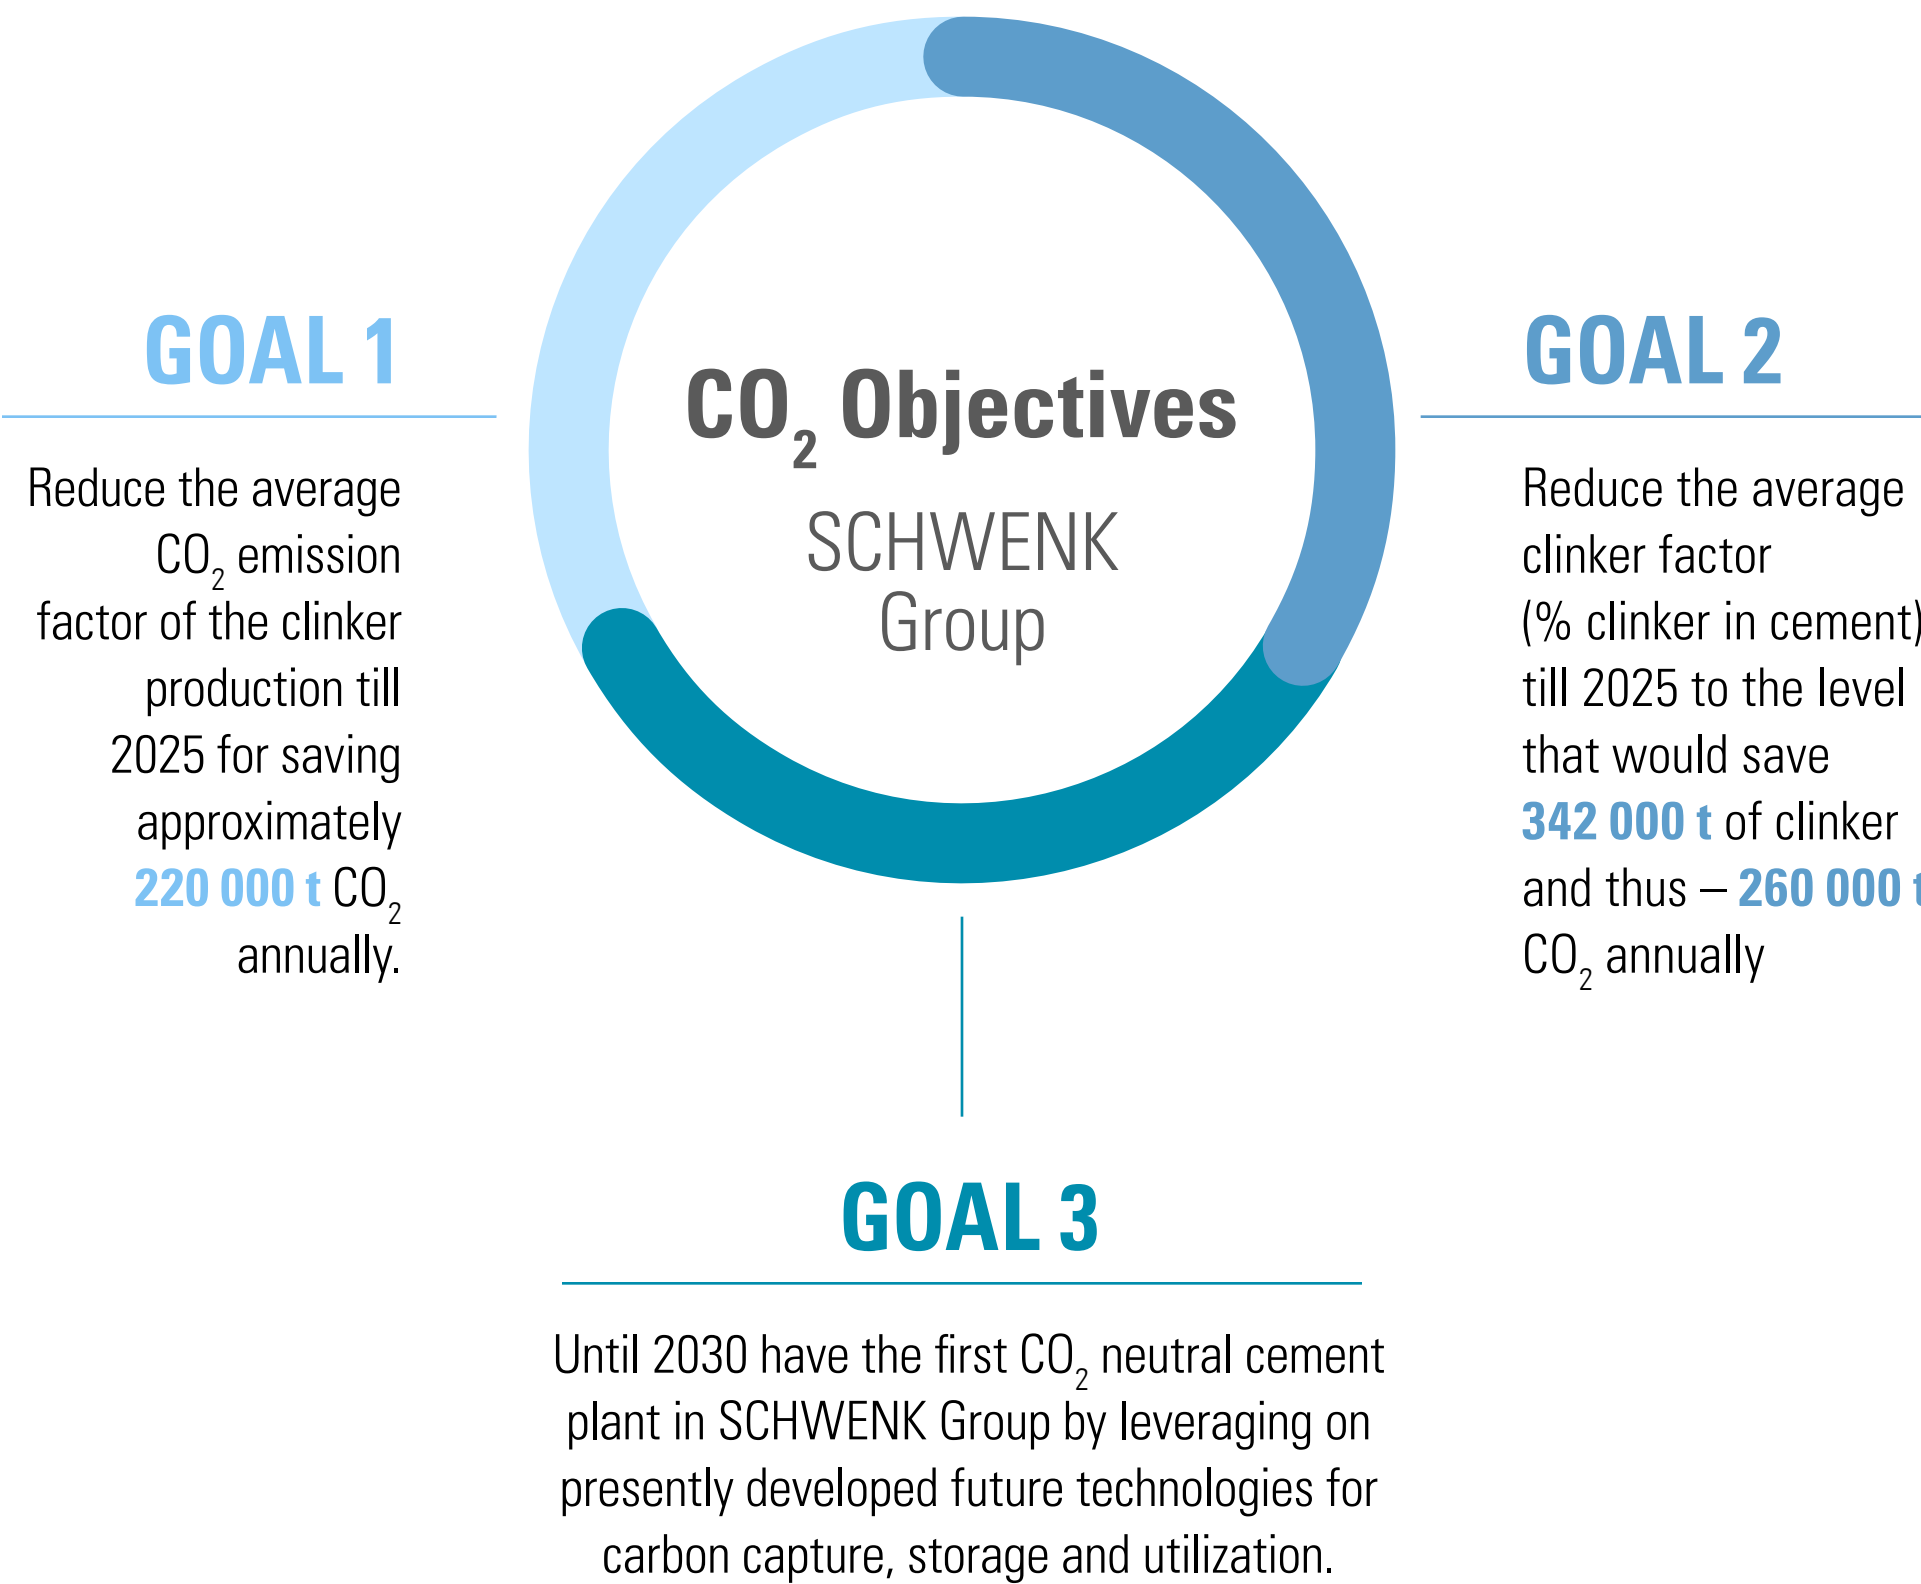 CO₂ Objectives
SCHWENK
Group
GOAL 1
Reduce the average
CO₂ emission
factor of the clinker
production till
2025 for saving
approximately
220 000 t CO₂
annually.
GOAL 2
Reduce the average
clinker factor
(% clinker in cement)
till 2025 to the level
that would save
342 000 t of clinker
and thus – 260 000 t
CO₂ annually
GOAL 3
Until 2030 have the first CO₂ neutral cement
plant in SCHWENK Group by leveraging on
presently developed future technologies for
carbon capture, storage and utilization.